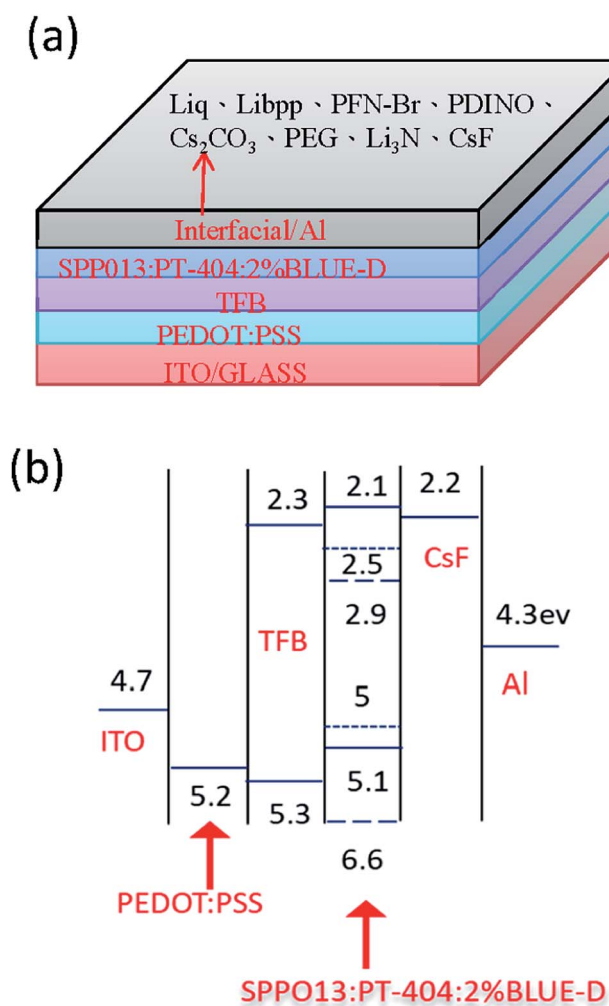 (a)
Liq、Libpp、PFN-Br、PDINO、
Cs₂CO₃、PEG、Li₃N、CsF
Interfacial/Al
SPP013:PT-404:2%BLUE-D
TFB
PEDOT:PSS
ITO/GLASS
(b)
2.3
2.1
2.2
2.5
CsF
2.9
4.3ev
TFB
4.7
5
Al
ITO
5.2
5.3
5.1
6.6
PEDOT:PSS
SPPO13:PT-404:2%BLUE-D